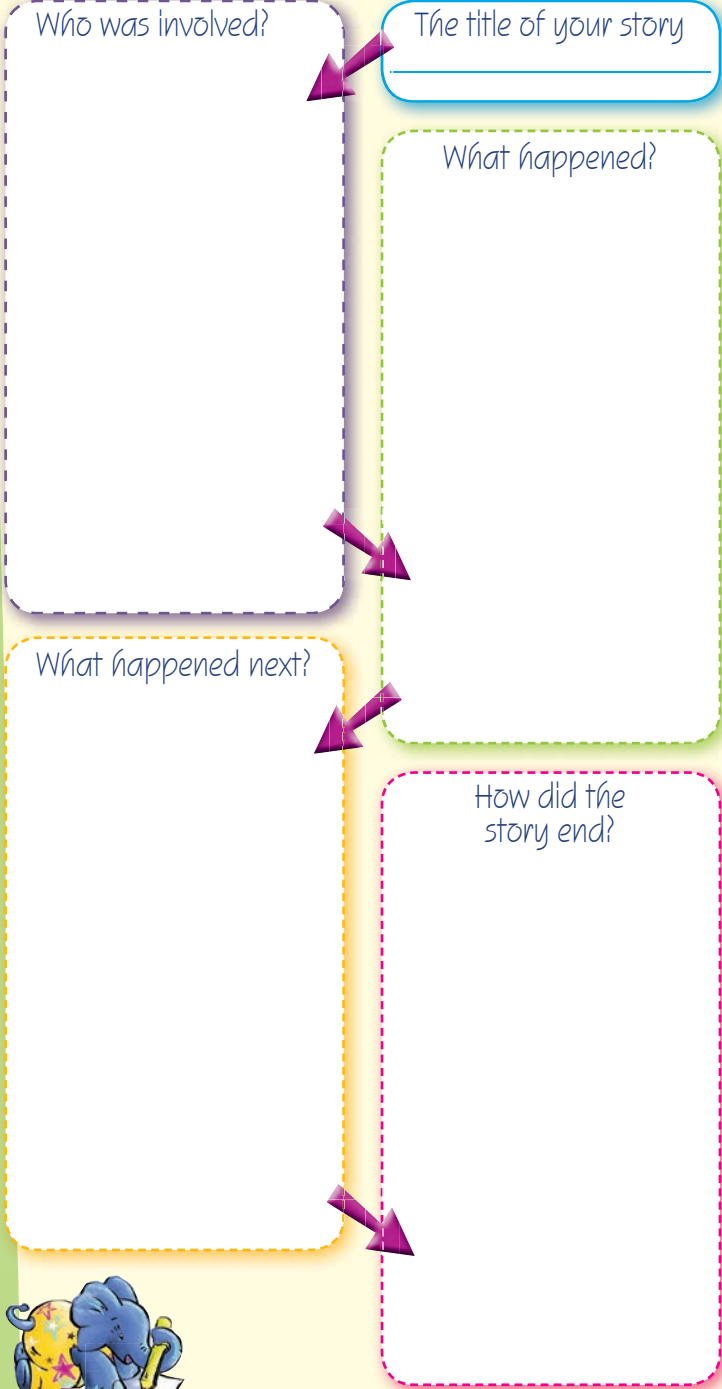 The title of your story
Who was involved?
What happened?
What happened next?
How did the
story end?